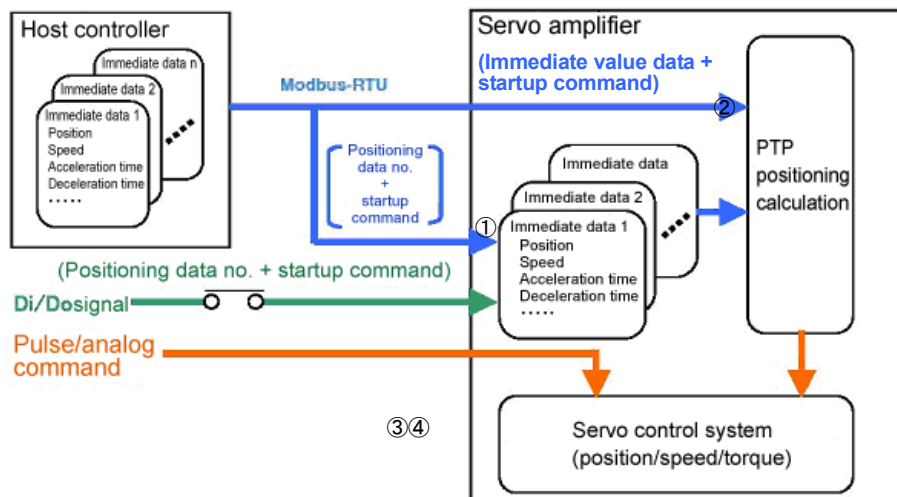 Host controller
Immediate data n
Immediate data 2
Immediate data 1
Position
Speed
Acceleration time
Deceleration time
.....
Modbus-RTU
Positioning
data no.
+
startup
command
(Positioning data no. + startup command)
Di/Dosignal
Pulse/analog
command
③④
Servo amplifier
(Immediate value data +
startup command)
②
①
Immediate data
Immediate data 2
Immediate data 1
Position
Speed
Acceleration time
Deceleration time
.....
PTP
positioning
calculation
Servo control system
(position/speed/torque)